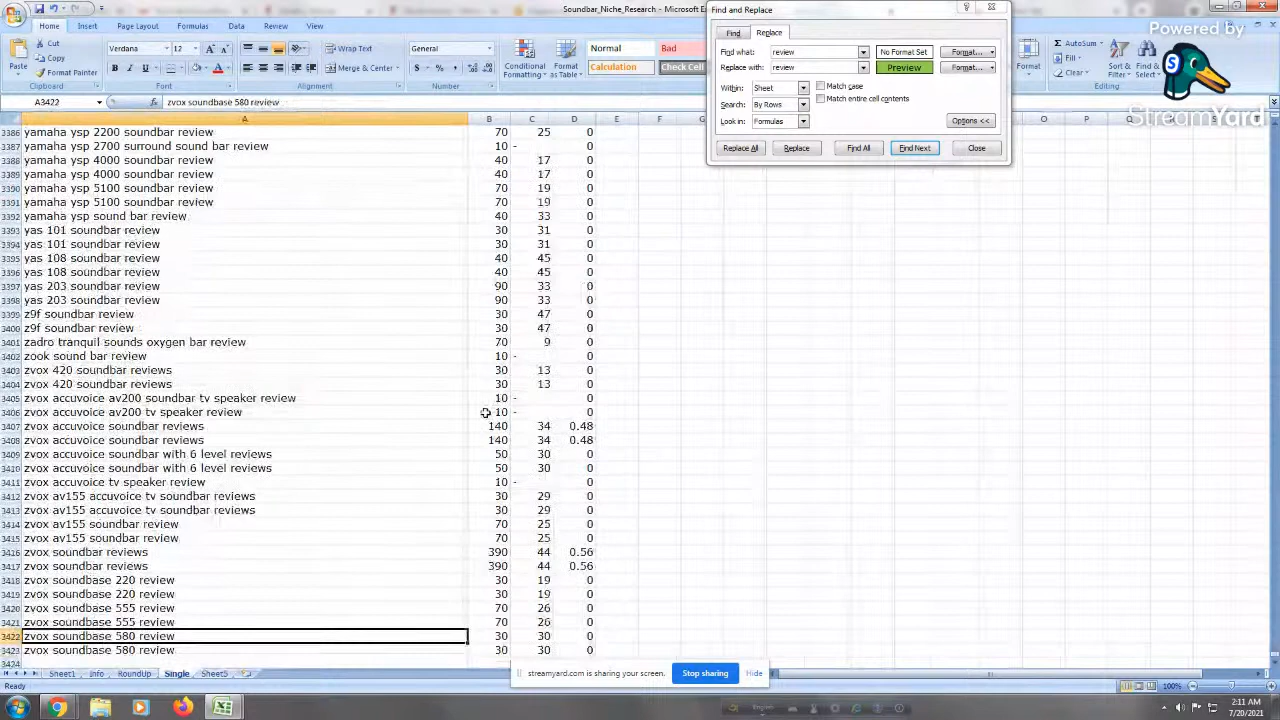 Soundbar_Niche_Research - Microsoft E
Find and Replace
Powered by
StreamYard
Home Insert Page Layout Formulas Data Review View
Find Replace
Cut
Copy
Format Painter
Verdana 12
Wrap Text
Merge & Center
General
Conditional Formatting
Format as Table
Normal Bad
Calculation Check Cell
Find what: review No Format Set Format...
Replace with: review Preview Format...
Within: Sheet Match case
Search: By Rows Match entire cell contents
Look in: Formulas Options <<
Replace All Replace Find All Find Next Close
Format
AutoSum
Fill
Clear
Sort & Filter
Find & Select
A3422 zvox soundbase 580 review
A C D E F G O P Q R S T
3386 yamaha ysp 2200 soundbar review 70 25 0
3387 yamaha ysp 2700 surround sound bar review 10 - 0
3388 yamaha ysp 4000 soundbar review 40 17 0
3389 yamaha ysp 4000 soundbar review 40 17 0
3390 yamaha ysp 5100 soundbar review 70 19 0
3391 yamaha ysp 5100 soundbar review 70 19 0
3392 yamaha ysp sound bar review 40 33 0
3393 yas 101 soundbar review 30 31 0
3394 yas 101 soundbar review 30 31 0
3395 yas 108 soundbar review 40 45 0
3396 yas 108 soundbar review 40 45 0
3397 yas 203 soundbar review 90 33 0
3398 yas 203 soundbar review 90 33 0
3399 z9f soundbar review 30 47 0
3400 z9f soundbar review 30 47 0
3401 zadro tranquil sounds oxygen bar review 70 9 0
3402 zook sound bar review 10 - 0
3403 zvox 420 soundbar reviews 30 13 0
3404 zvox 420 soundbar reviews 30 13 0
3405 zvox accuvoice av200 soundbar tv speaker review 10 - 0
3406 zvox accuvoice av200 tv speaker review 10 - 0
3407 zvox accuvoice soundbar reviews 140 34 0.48
3408 zvox accuvoice soundbar reviews 140 34 0.48
3409 zvox accuvoice soundbar with 6 level reviews 50 30 0
3410 zvox accuvoice soundbar with 6 level reviews 50 30 0
3411 zvox accuvoice tv speaker review 10 - 0
3412 zvox av155 accuvoice tv soundbar reviews 30 29 0
3413 zvox av155 accuvoice tv soundbar reviews 30 29 0
3414 zvox av155 soundbar review 70 25 0
3415 zvox av155 soundbar review 70 25 0
3416 zvox soundbar reviews 390 44 0.56
3417 zvox soundbar reviews 390 44 0.56
3418 zvox soundbase 220 review 30 19 0
3419 zvox soundbase 220 review 30 19 0
3420 zvox soundbase 555 review 70 26 0
3421 zvox soundbase 555 review 70 26 0
3422 zvox soundbase 580 review 30 30 0
3423 zvox soundbase 580 review 30 30 0
3424
Sheet1 Info RoundUp Single Sheet5
streamyard.com is sharing your screen. Stop sharing Hide
Ready 100%
English
2:11 AM
7/20/2021